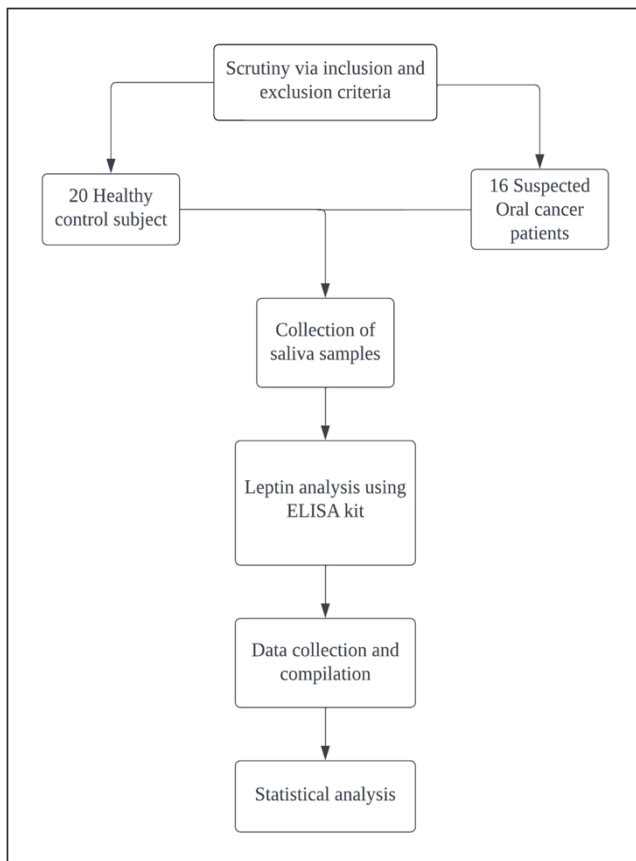 Scrutiny via inclusion and
exclusion criteria
20 Healthy
control subject
16 Suspected
Oral cancer
patients
Collection of
saliva samples
Leptin analysis using
ELISA kit
Data collection and
compilation
Statistical analysis